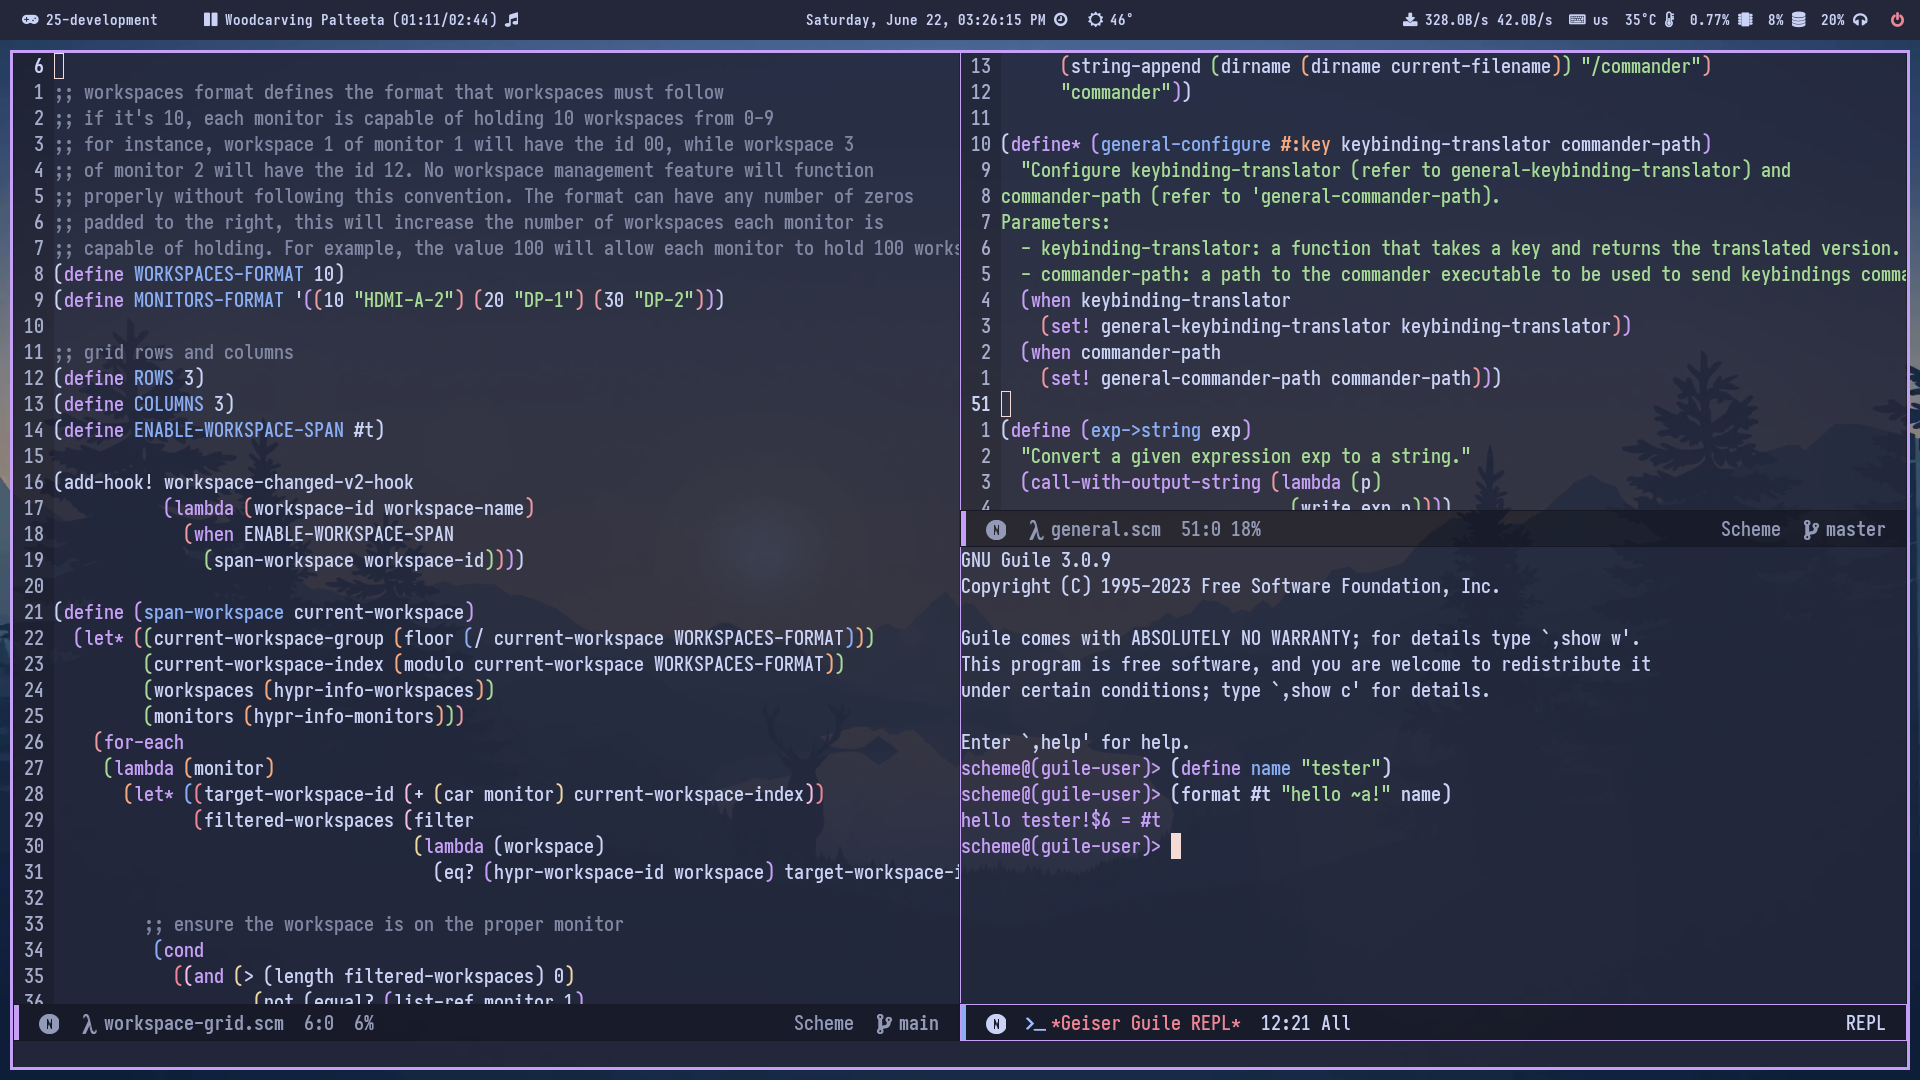 25-development
Woodcarving Palteeta (01:11/02:44)
Saturday, June 22, 03:26:15 PM
46°
328.0B/s 42.0B/s
us
35°C
0.77%
8%
20%
6
1 ;; workspaces format defines the format that workspaces must follow
2 ;; if it's 10, each monitor is capable of holding 10 workspaces from 0-9
3 ;; for instance, workspace 1 of monitor 1 will have the id 00, while workspace 3
4 ;; of monitor 2 will have the id 12. No workspace management feature will function
5 ;; properly without following this convention. The format can have any number of zeros
6 ;; padded to the right, this will increase the number of workspaces each monitor is
7 ;; capable of holding. For example, the value 100 will allow each monitor to hold 100 works
8 (define WORKSPACES-FORMAT 10)
9 (define MONITORS-FORMAT '((10 "HDMI-A-2") (20 "DP-1") (30 "DP-2")))
10
11 ;; grid rows and columns
12 (define ROWS 3)
13 (define COLUMNS 3)
14 (define ENABLE-WORKSPACE-SPAN #t)
15
16 (add-hook! workspace-changed-v2-hook
17 (lambda (workspace-id workspace-name)
18 (when ENABLE-WORKSPACE-SPAN
19 (span-workspace workspace-id))))
20
21 (define (span-workspace current-workspace)
22 (let* ((current-workspace-group (floor (/ current-workspace WORKSPACES-FORMAT)))
23 (current-workspace-index (modulo current-workspace WORKSPACES-FORMAT))
24 (workspaces (hypr-info-workspaces))
25 (monitors (hypr-info-monitors)))
26 (for-each
27 (lambda (monitor)
28 (let* ((target-workspace-id (+ (car monitor) current-workspace-index))
29 (filtered-workspaces (filter
30 (lambda (workspace)
31 (eq? (hypr-workspace-id workspace) target-workspace-i
32
33 ;; ensure the workspace is on the proper monitor
34 (cond
35 ((and (> (length filtered-workspaces) 0)
36 (not (equal? (list-ref monitor 1)
N λ workspace-grid.scm 6:0 6% Scheme main
13 (string-append (dirname (dirname current-filename)) "/commander")
12 "commander"))
11
10 (define* (general-configure #:key keybinding-translator commander-path)
9 "Configure keybinding-translator (refer to general-keybinding-translator) and
8 commander-path (refer to 'general-commander-path).
7 Parameters:
6 - keybinding-translator: a function that takes a key and returns the translated version.
5 - commander-path: a path to the commander executable to be used to send keybindings comma
4 (when keybinding-translator
3 (set! general-keybinding-translator keybinding-translator))
2 (when commander-path
1 (set! general-commander-path commander-path)))
51
1 (define (exp->string exp)
2 "Convert a given expression exp to a string."
3 (call-with-output-string (lambda (p)
4 (write exp p))))
N λ general.scm 51:0 18% Scheme master
GNU Guile 3.0.9
Copyright (C) 1995-2023 Free Software Foundation, Inc.

Guile comes with ABSOLUTELY NO WARRANTY; for details type `,show w'.
This program is free software, and you are welcome to redistribute it
under certain conditions; type `,show c' for details.

Enter `,help' for help.
scheme@(guile-user)> (define name "tester")
scheme@(guile-user)> (format #t "hello ~a!" name)
hello tester!$6 = #t
scheme@(guile-user)>
N >_ *Geiser Guile REPL* 12:21 All REPL